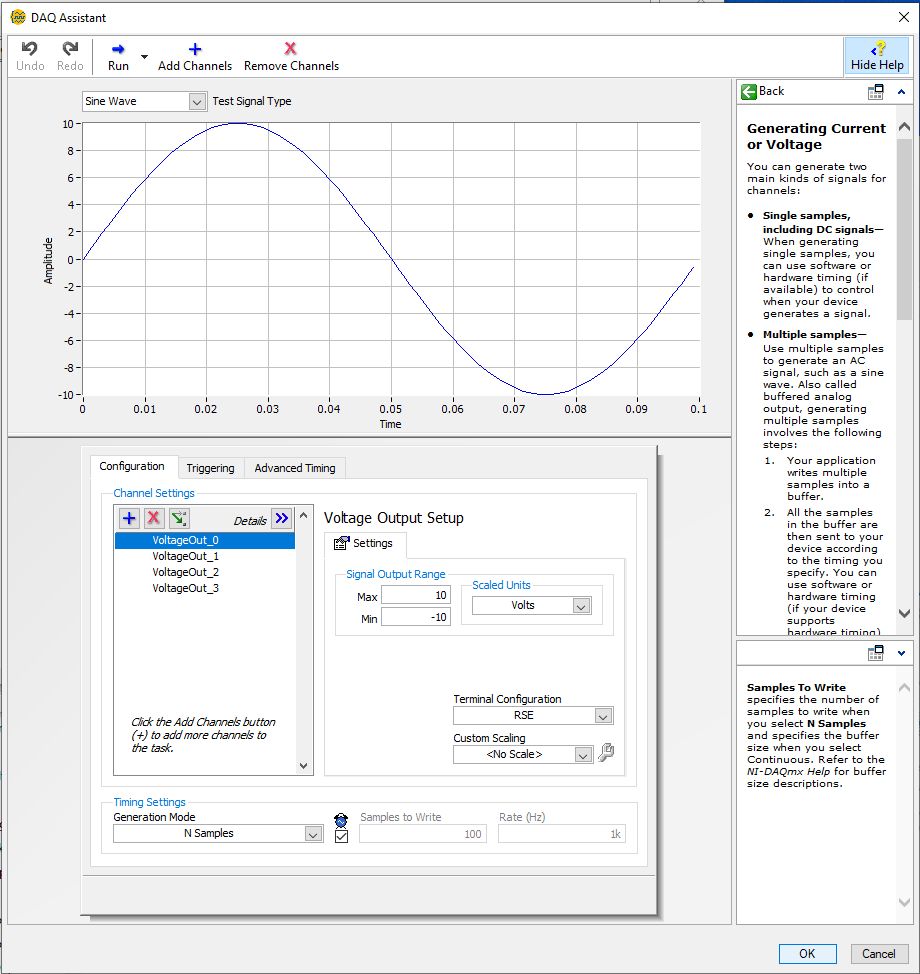 DAQ Assistant
Undo
Redo
Run
Add Channels
Remove Channels
Hide Help
Sine Wave
Test Signal Type
10
8
6
4
2
0
-2
-4
-6
-8
-10
Amplitude
0 0.01 0.02 0.03 0.04 0.05 0.06 0.07 0.08 0.09 0.1
Time
Configuration
Triggering
Advanced Timing
Channel Settings
Details
VoltageOut_0
VoltageOut_1
VoltageOut_2
VoltageOut_3
Click the Add Channels button
(+) to add more channels to
the task.
Voltage Output Setup
Settings
Signal Output Range
Max 10
Min -10
Scaled Units
Volts
Terminal Configuration
RSE
Custom Scaling
<No Scale>
Timing Settings
Generation Mode
N Samples
Samples to Write
100
Rate (Hz)
1k
Back
Generating Current
or Voltage
You can generate two
main kinds of signals for
channels:
• Single samples,
including DC signals—
When generating
single samples, you
can use software or
hardware timing (if
available) to control
when your device
generates a signal.
• Multiple samples—
Use multiple samples
to generate an AC
signal, such as a sine
wave. Also called
buffered analog
output, generating
multiple samples
involves the following
steps:
1. Your application
writes multiple
samples into a
buffer.
2. All the samples
in the buffer are
then sent to your
device according
to the timing you
specify. You can
use software or
hardware timing
(if your device
supports
hardware timing)
Samples To Write
specifies the number of
samples to write when
you select N Samples
and specifies the buffer
size when you select
Continuous. Refer to the
NI-DAQmx Help for buffer
size descriptions.
OK
Cancel